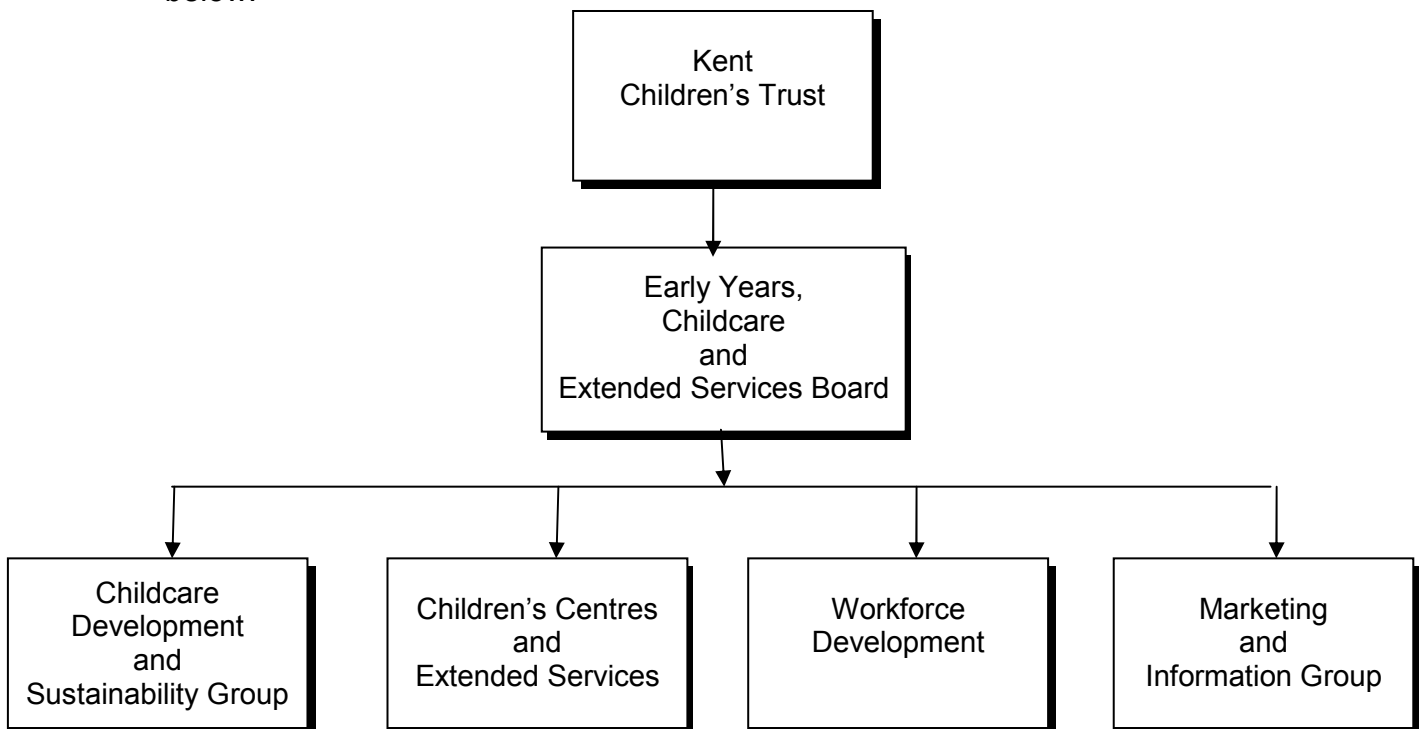 below.
Kent
Children's Trust
Early Years,
Childcare
and
Extended Services Board
Childcare
Development
and
Sustainability Group
Children's Centres
and
Extended Services
Workforce
Development
Marketing
and
Information Group